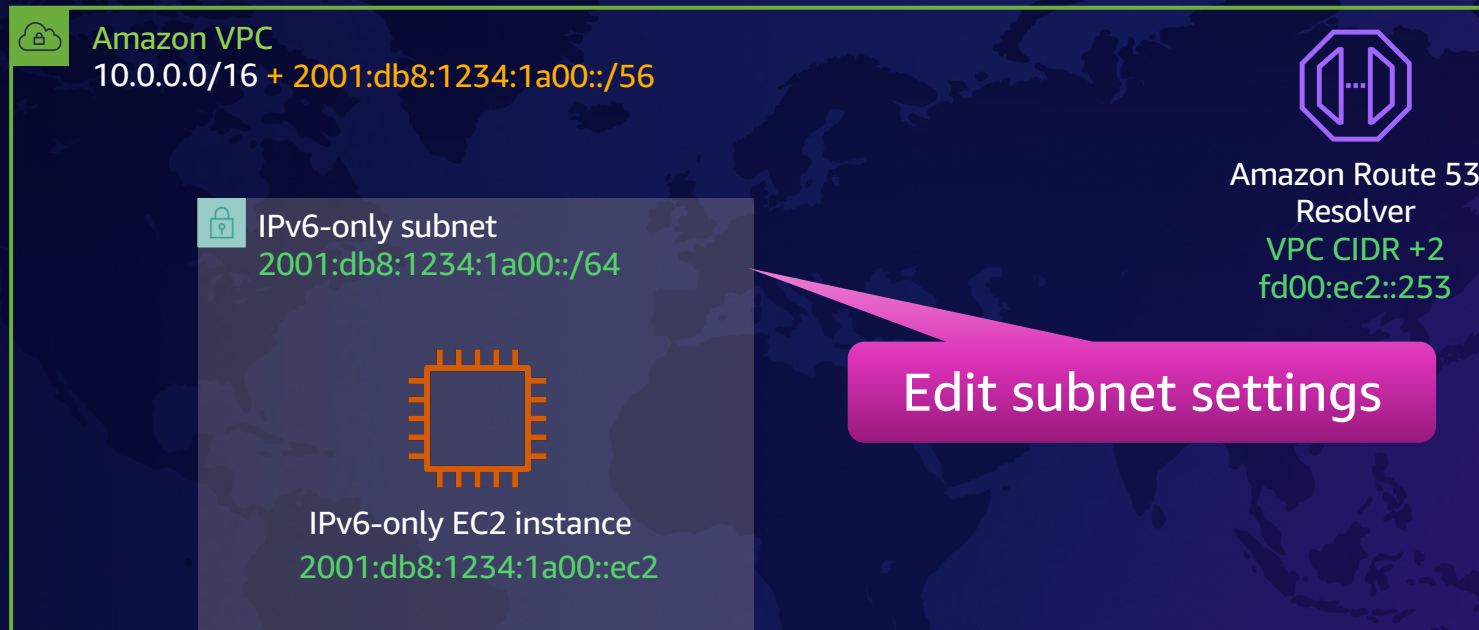 Amazon VPC
10.0.0.0/16 + 2001:db8:1234:1a00::/56
Amazon Route 53
Resolver
VPC CIDR +2
fd00:ec2::253
IPv6-only subnet
2001:db8:1234:1a00::/64
Edit subnet settings
IPv6-only EC2 instance
2001:db8:1234:1a00::ec2